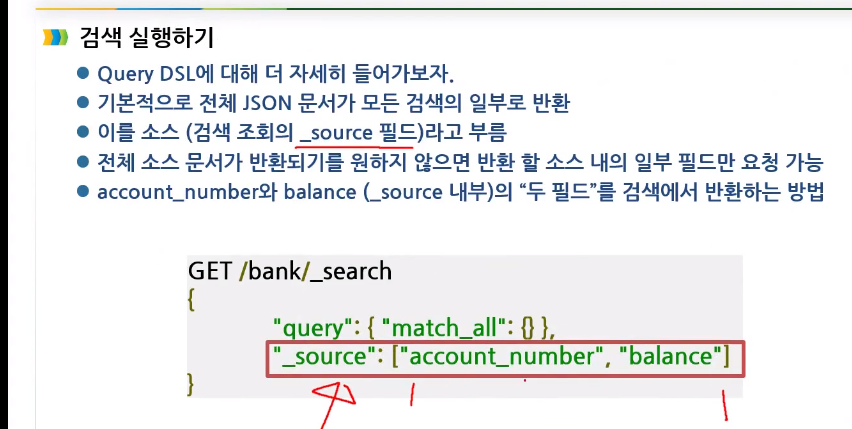 검색 실행하기
Query DSL에 대해 더 자세히 들어가보자.
기본적으로 전체 JSON 문서가 모든 검색의 일부로 반환
이를 소스 (검색 조회의 _source 필드)라고 부름
전체 소스 문서가 반환되기를 원하지 않으면 반환 할 소스 내의 일부 필드만 요청 가능
account_number와 balance (_source 내부)의 “두 필드”를 검색에서 반환하는 방법
GET /bank/_search
{
"query": { "match_all": {} },
"_source": ["account_number", "balance"]
}